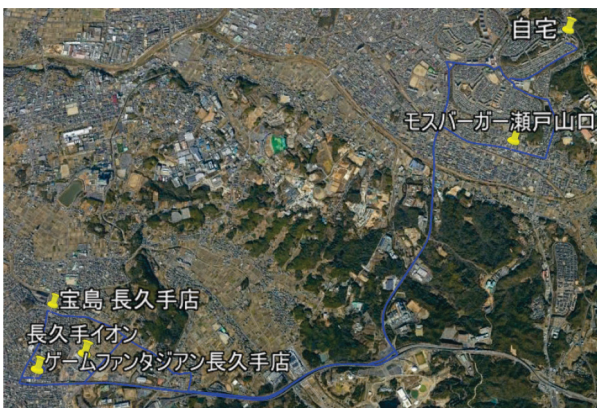 自宅
モスバーガー瀬戸山口
宝島 長久手店
長久手イオン
ゲームファンタジアン長久手店